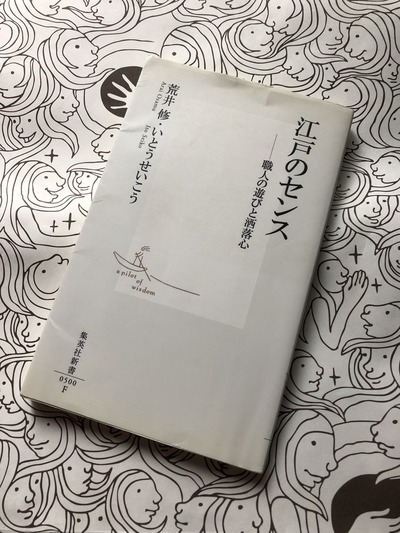 江戸のセンス
──職人の遊びと洒落心
荒井 修・いとうせいこう
Arai Osamu
Ito Seiko
a pilot
of
wisdom
集英社新書
0500
F